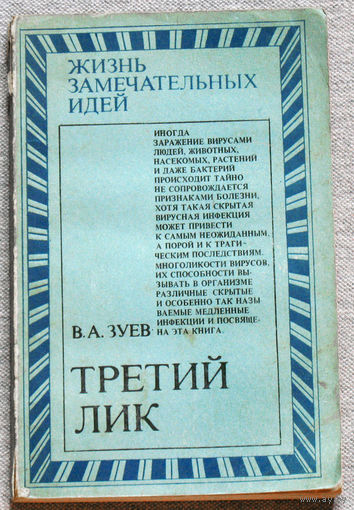 ЖИЗНЬ
ЗАМЕЧАТЕЛЬНЫХ
ИДЕЙ
ИНОГДА
ЗАРАЖЕНИЕ ВИРУСАМИ
ЛЮДЕЙ, ЖИВОТНЫХ,
НАСЕКОМЫХ, РАСТЕНИЙ
И ДАЖЕ БАКТЕРИЙ
ПРОИСХОДИТ ТАЙНО
НЕ СОПРОВОЖДАЕТСЯ
ПРИЗНАКАМИ БОЛЕЗНИ,
ХОТЯ ТАКАЯ СКРЫТАЯ
ВИРУСНАЯ ИНФЕКЦИЯ
МОЖЕТ ПРИВЕСТИ
К САМЫМ НЕОЖИДАННЫМ,
А ПОРОЙ И К ТРАГИ-
ЧЕСКИМ ПОСЛЕДСТВИЯМ.
МНОГОЛИКОСТИ ВИРУСОВ,
ИХ СПОСОБНОСТИ ВЫ-
ЗЫВАТЬ В ОРГАНИЗМЕ
РАЗЛИЧНЫЕ СКРЫТЫЕ
И ОСОБЕННО ТАК НАЗЫ
ВАЕМЫЕ МЕДЛЕННЫЕ
ИНФЕКЦИИ И ПОСВЯЩЕ-
НА ЭТА КНИГА.
В. А. ЗУЕВ
ТРЕТИЙ
ЛИК